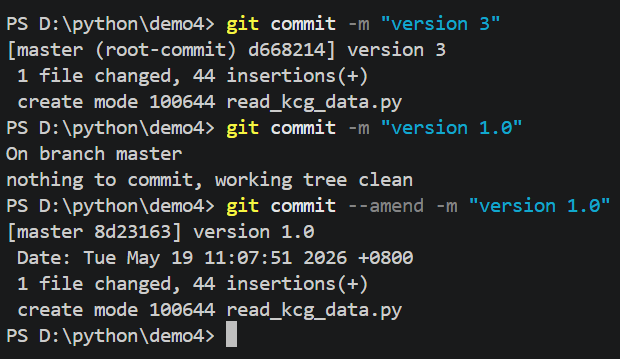 PS D:\python\demo4> git commit -m "version 3"
[master (root-commit) d668214] version 3
 1 file changed, 44 insertions(+)
 create mode 100644 read_kcg_data.py
PS D:\python\demo4> git commit -m "version 1.0"
On branch master
nothing to commit, working tree clean
PS D:\python\demo4> git commit --amend -m "version 1.0"
[master 8d23163] version 1.0
 Date: Tue May 19 11:07:51 2026 +0800
 1 file changed, 44 insertions(+)
 create mode 100644 read_kcg_data.py
PS D:\python\demo4>